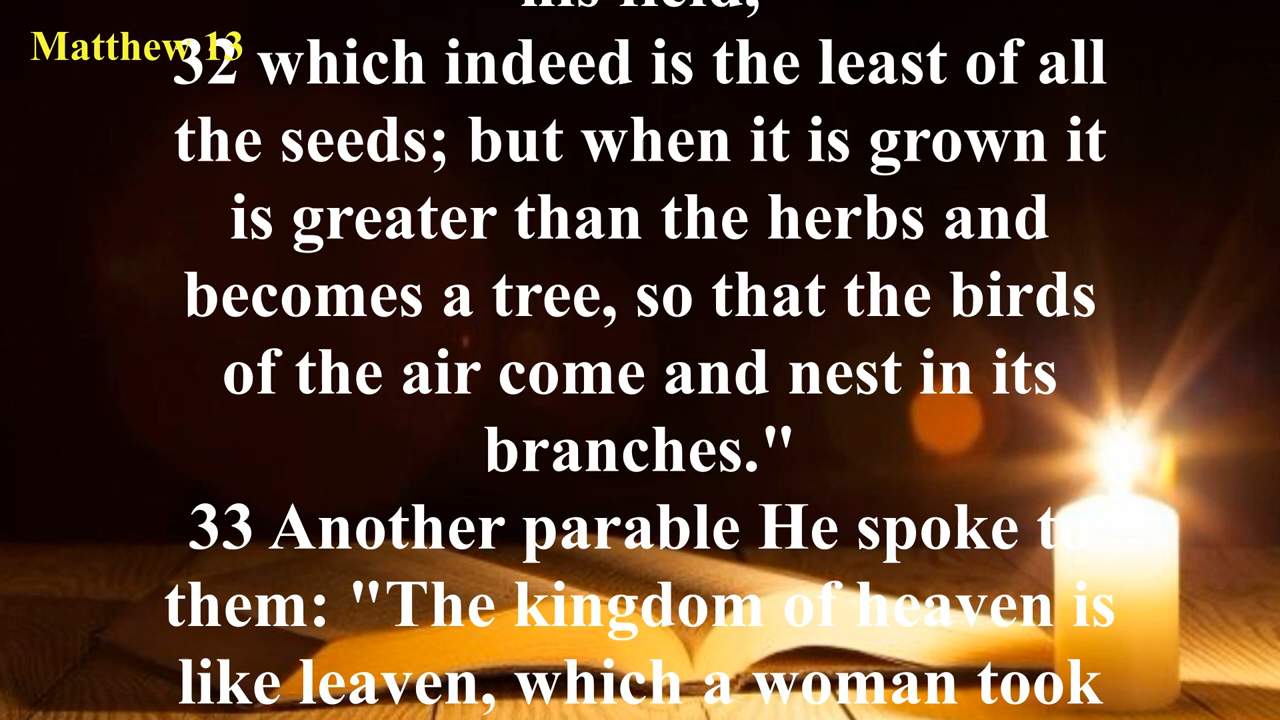 his field,
Matthew 13
32 which indeed is the least of all
the seeds; but when it is grown it
is greater than the herbs and
becomes a tree, so that the birds
of the air come and nest in its
branches."
33 Another parable He spoke to
them: "The kingdom of heaven is
like leaven, which a woman took